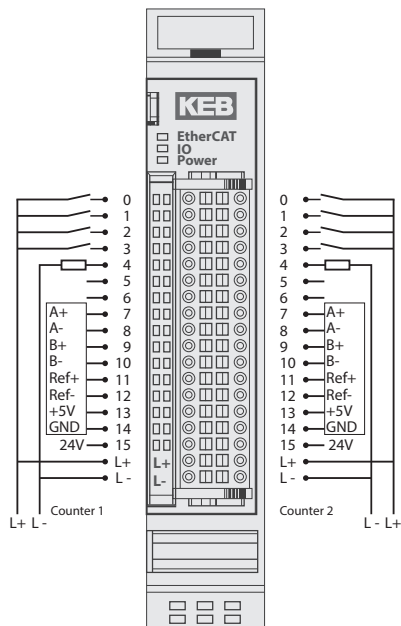 KEB
EtherCAT
IO
Power
0 0
1 1
2 2
3 3
4 4
5 5
6 6
A+ 7 7 A+
A- 8 8 A-
B+ 9 9 B+
B- 10 10 B-
Ref+ 11 11 Ref+
Ref- 12 12 Ref-
+5V 13 13 +5V
GND 14 14 GND
24V 15 15 24V
L+ L+ L+
L - L- L -
Counter 1 Counter 2
L+ L - L - L+